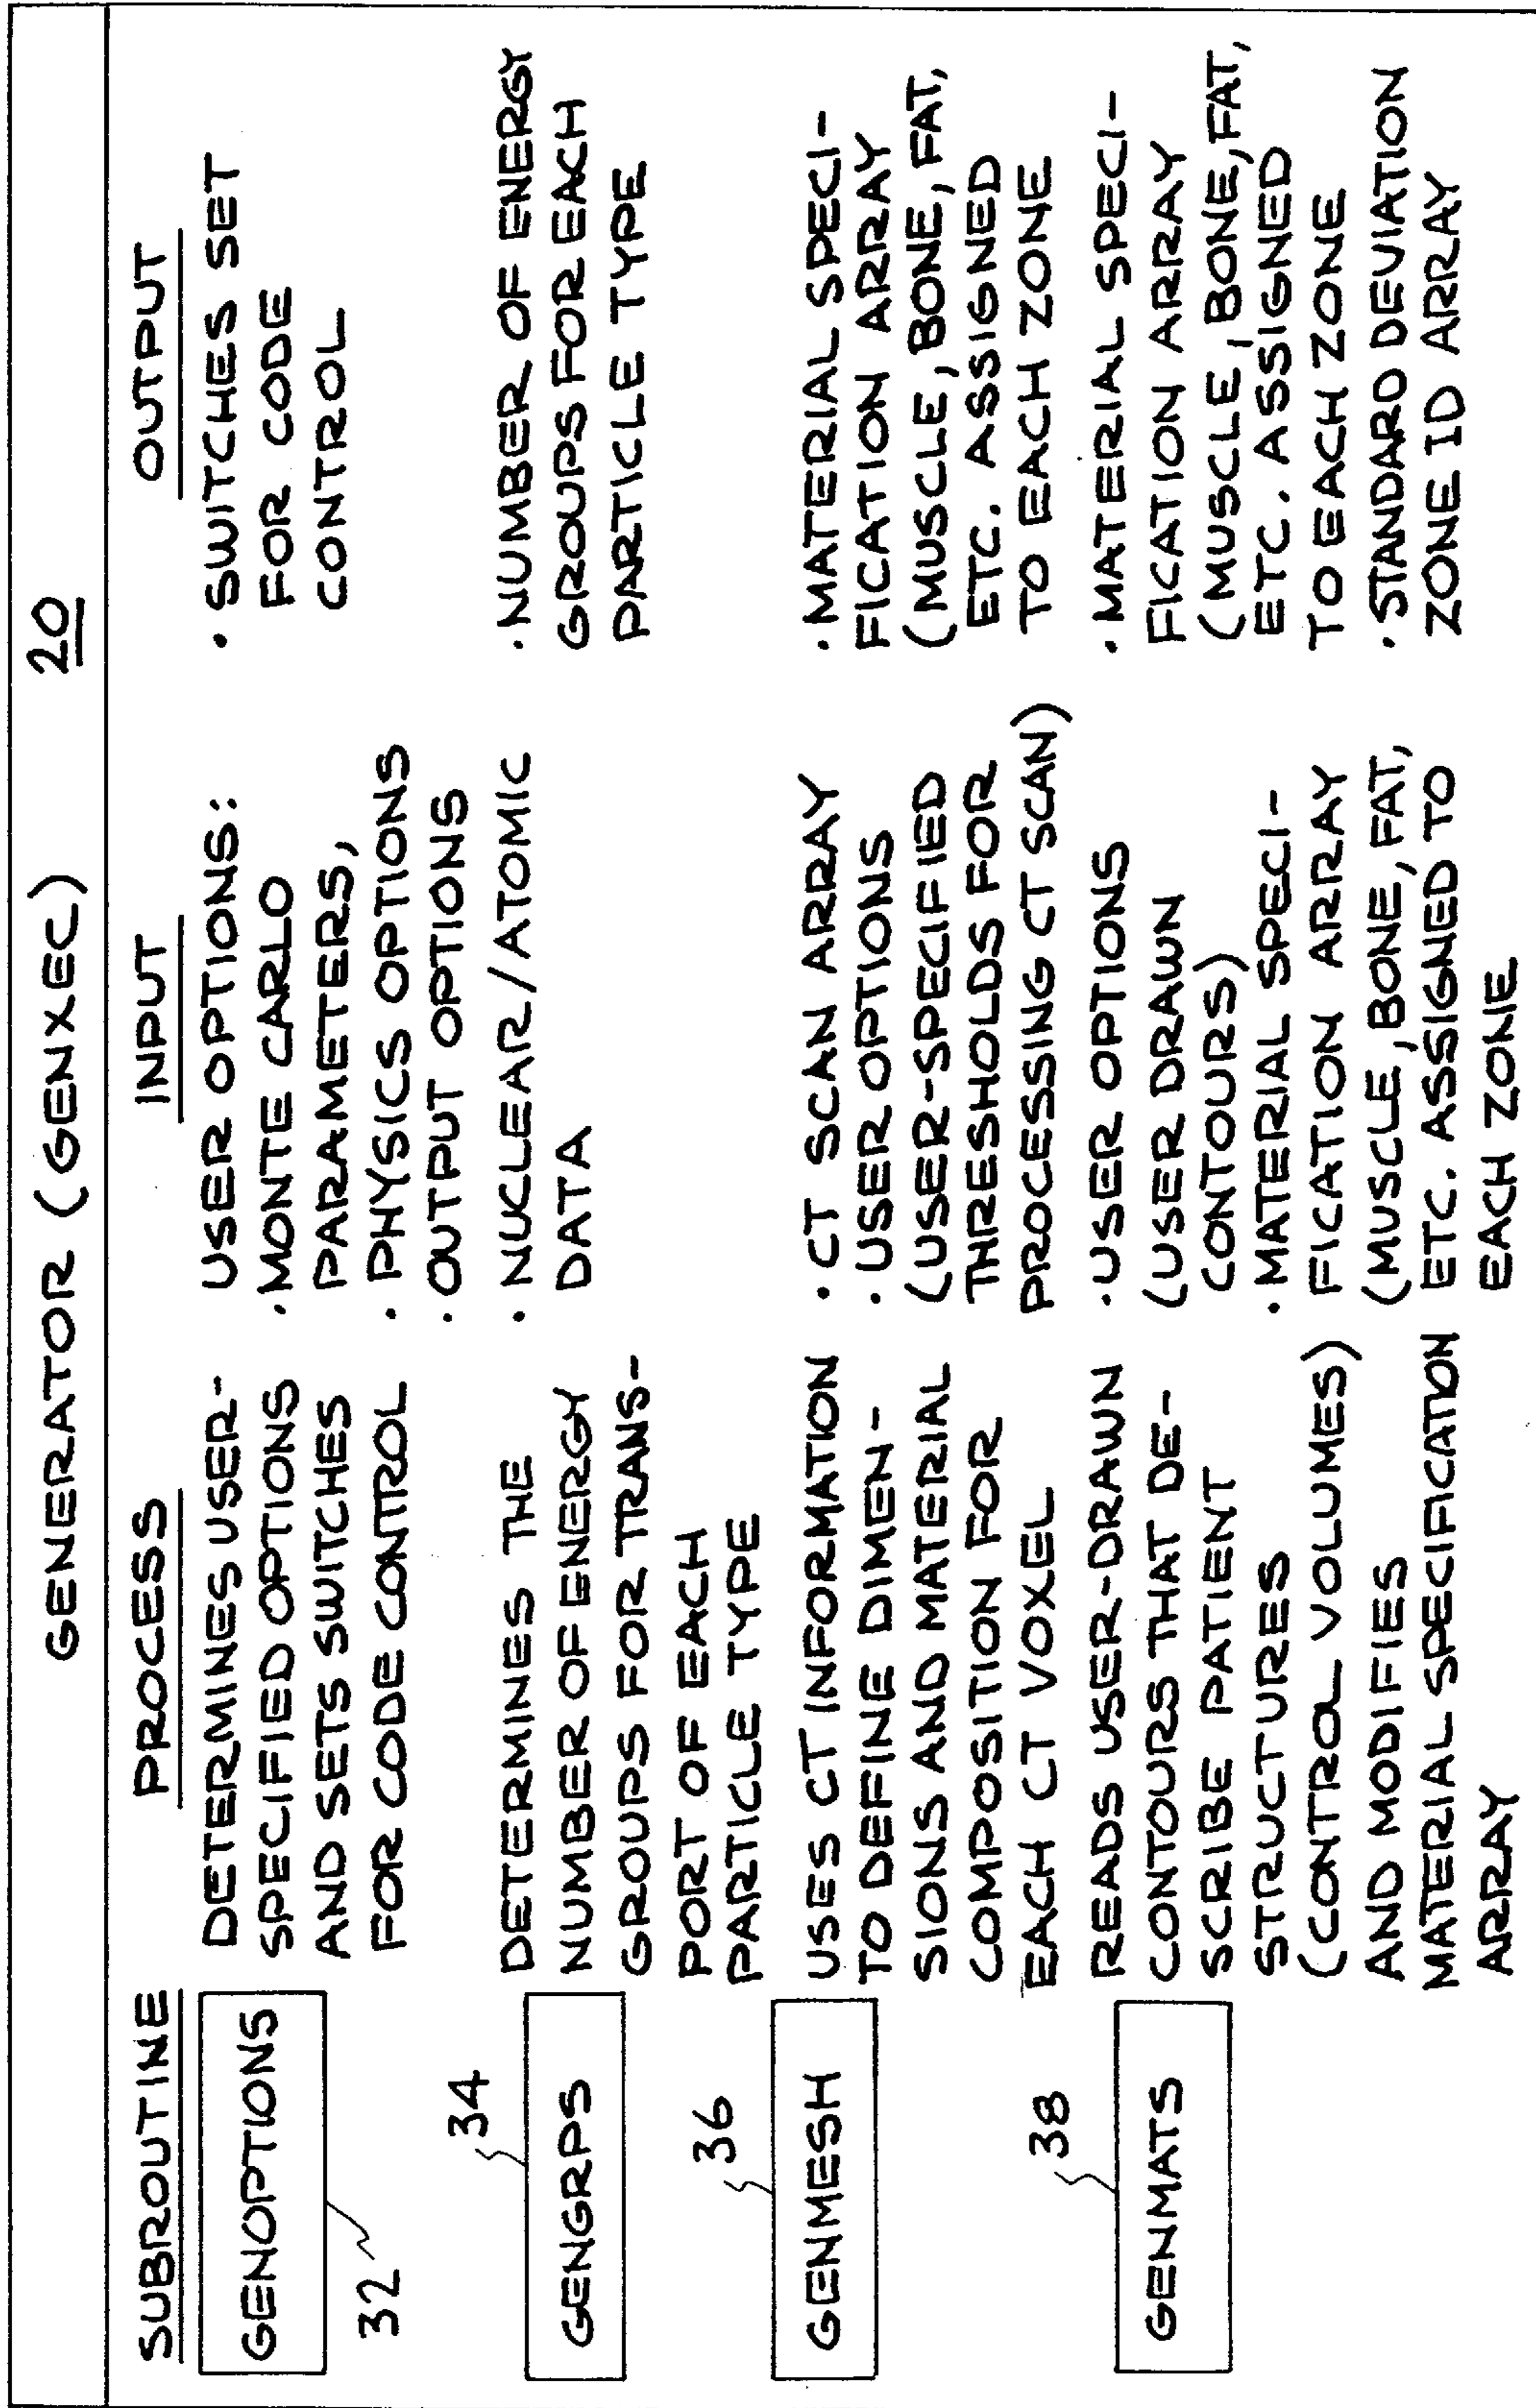 GENERATOR (GENXEC) 20
SUBROUTINE
PROCESS
INPUT
OUTPUT
GENOPTIONS
32
DETERMINES USER-
SPECIFIED OPTIONS
AND SETS SWITCHES
FOR CODE CONTROL
USER OPTIONS:
· MONTE CARLO
PARAMETERS,
· PHYSICS OPTIONS
· OUTPUT OPTIONS
· SWITCHES SET
FOR CODE
CONTROL
34
GENGRPS
DETERMINES THE
NUMBER OF ENERGY
GROUPS FOR TRANS-
PORT OF EACH
PARTICLE TYPE
· NUCLEAR/ATOMIC
DATA
· NUMBER OF ENERGY
GROUPS FOR EACH
PARTICLE TYPE
36
GENMESH
USES CT INFORMATION
TO DEFINE DIMEN-
SIONS AND MATERIAL
COMPOSITION FOR
EACH CT VOXEL
· CT SCAN ARRAY
· USER OPTIONS
(USER-SPECIFIED
THRESHOLDS FOR
PROCESSING CT SCAN)
· MATERIAL SPECI-
FICATION ARRAY
(MUSCLE, BONE, FAT,
ETC. ASSIGNED
TO EACH ZONE
38
GENMATS
READS USER-DRAWN
CONTOURS THAT DE-
SCRIBE PATIENT
STRUCTURES
(CONTROL VOLUMES)
AND MODIFIES
MATERIAL SPECIFICATION
ARRAY
· USER OPTIONS
(USER DRAWN
CONTOURS)
· MATERIAL SPECI-
FICATION ARRAY
(MUSCLE, BONE, FAT,
ETC. ASSIGNED TO
EACH ZONE
· MATERIAL SPECI-
FICATION ARRAY
(MUSCLE, BONE, FAT,
ETC. ASSIGNED
TO EACH ZONE
· STANDARD DEVIATION
ZONE ID ARRAY